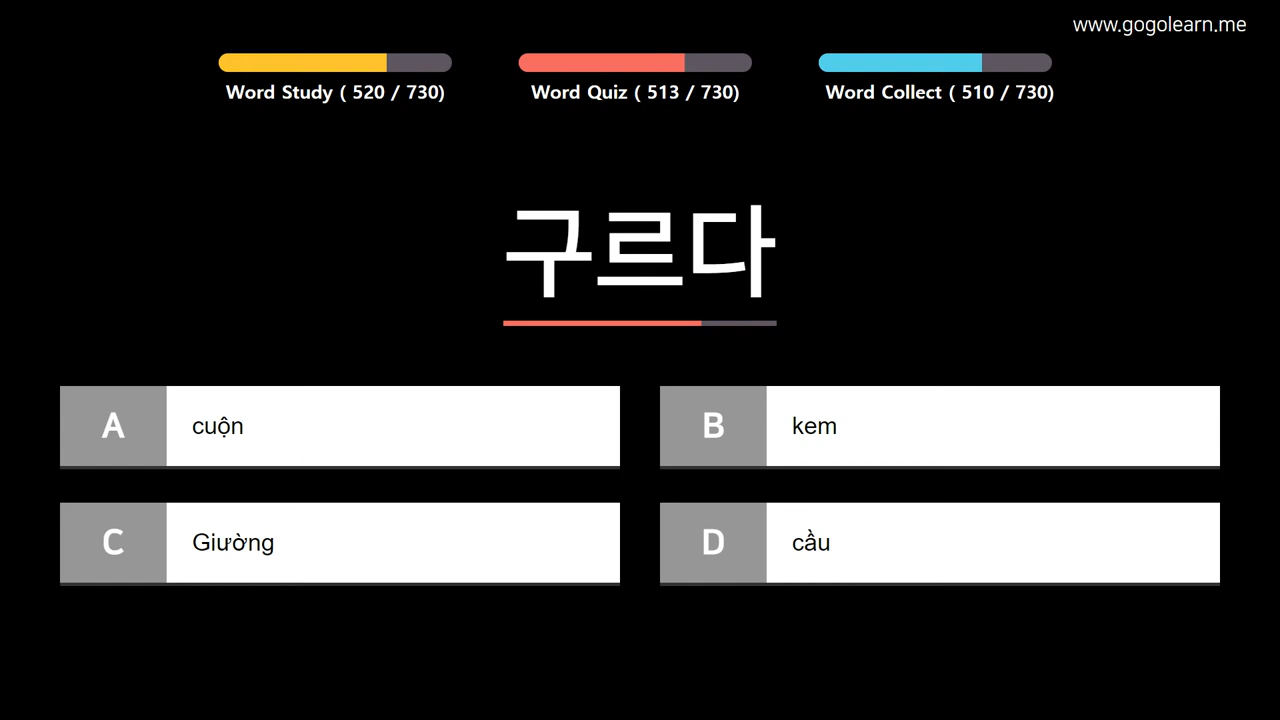 www.gogolearn.me
Word Study ( 520 / 730)
Word Quiz ( 513 / 730)
Word Collect ( 510 / 730)
구르다
A cuộn
B kem
C Giường
D cầu